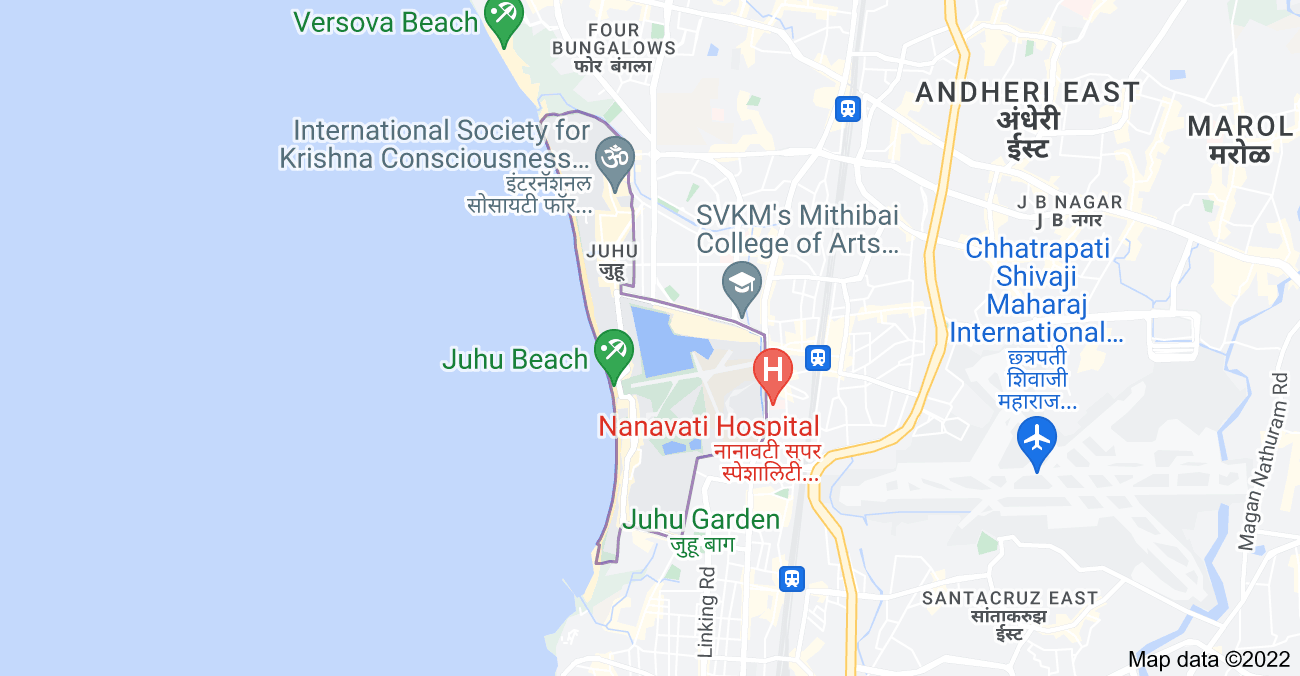 Versova Beach
FOUR
BUNGALOWS
फोर बंगला
ANDHERI EAST
अंधेरी
ईस्ट
MAROL
मरोळ
International Society for
Krishna Consciousness...
इंटरनॅशनल
सोसायटी फॉर...
SVKM's Mithibai
College of Arts...
J B NAGAR
J B नगर
JUHU
जुहू
Chhatrapati
Shivaji
Maharaj
International...
छत्रपती
शिवाजी
महाराज...
Juhu Beach
H
Nanavati Hospital
नानावटी सपर
स्पेशालिटी...
Magan Nathuram Rd
Juhu Garden
जुहू बाग
Linking Rd
SANTACRUZ EAST
सांताकरुझ
ईस्ट
Map data ©2022